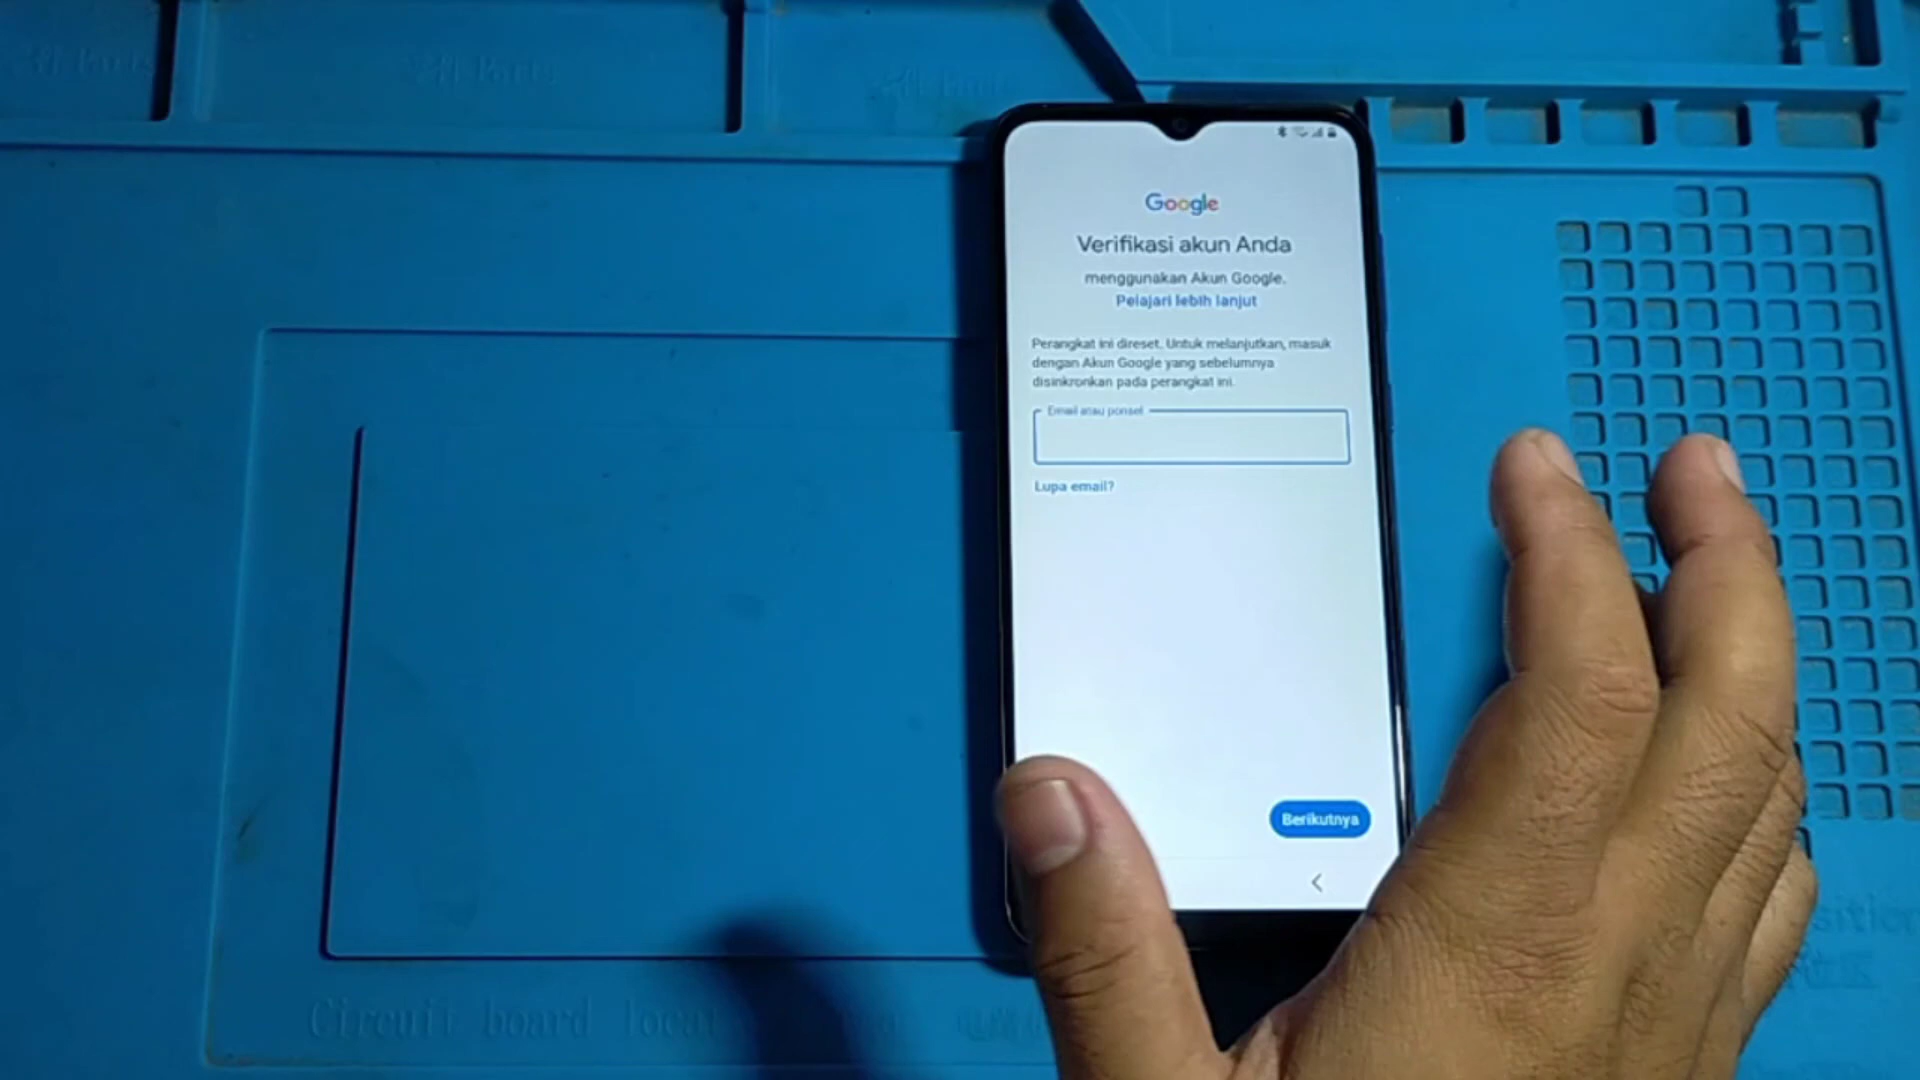 Google
Verifikasi akun Anda
menggunakan Akun Google.
Pelajari lebih lanjut
Perangkat ini direset. Untuk melanjutkan, masuk
dengan Akun Google yang sebelumnya
disinkronkan pada perangkat ini.
Email atau ponsel
Lupa email?
Berikutnya
Circuit board